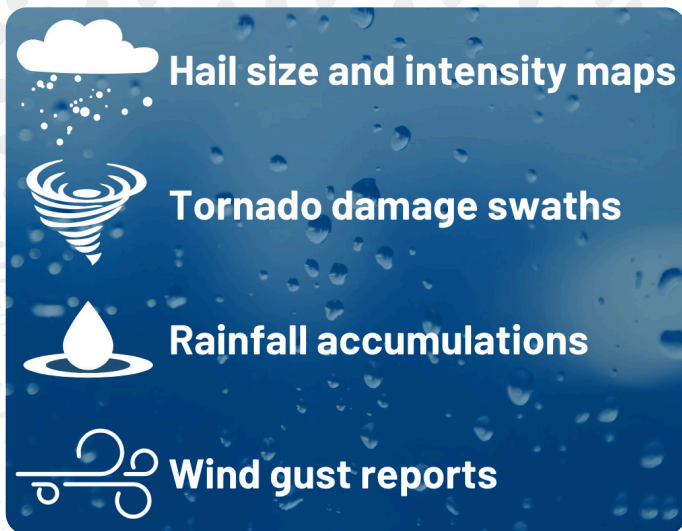 Hail size and intensity maps
Tornado damage swaths
Rainfall accumulations
Wind gust reports